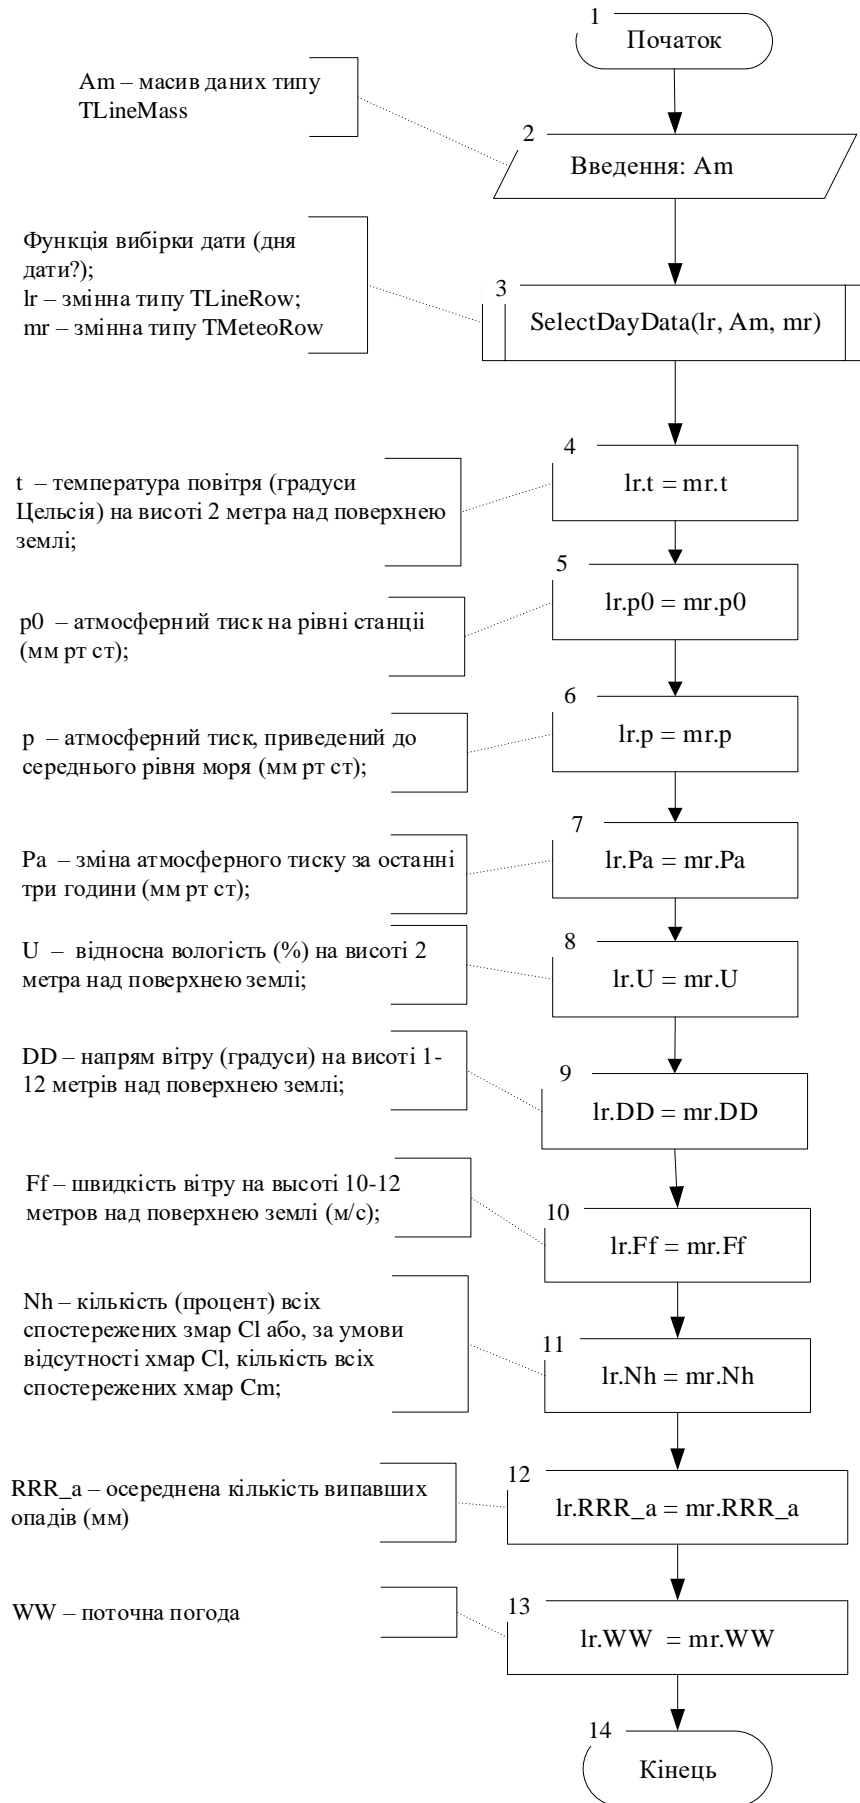 1
Початок
Am – масив даних типу
TLineMass
2
Введення: Am
Функція вибірки дати (дня
дати?);
lr – змінна типу TLineRow;
mr – змінна типу TMeteoRow
3
SelectDayData(lr, Am, mr)
4
lr.t = mr.t
t – температура повітря (градуси
Цельсія) на висоті 2 метра над поверхнею
землі;
5
lr.p0 = mr.p0
p0 – атмосферний тиск на рівні станції
(мм рт ст);
6
lr.p = mr.p
p – атмосферний тиск, приведений до
середнього рівня моря (мм рт ст);
7
lr.Pa = mr.Pa
Pa – зміна атмосферного тиску за останні
три години (мм рт ст);
8
lr.U = mr.U
U – відносна вологість (%) на висоті 2
метра над поверхнею землі;
9
lr.DD = mr.DD
DD – напрям вітру (градуси) на висоті 1-
12 метрів над поверхнею землі;
10
lr.Ff = mr.Ff
Ff – швидкість вітру на высоті 10-12
метров над поверхнею землі (м/с);
11
lr.Nh = mr.Nh
Nh – кількість (процент) всіх
спостережених змар Cl або, за умови
відсутності хмар Cl, кількість всіх
спостережених хмар Cm;
12
lr.RRR_a = mr.RRR_a
RRR_a – осереднена кількість випавших
опадів (мм)
13
lr.WW = mr.WW
WW – поточна погода
14
Кінець